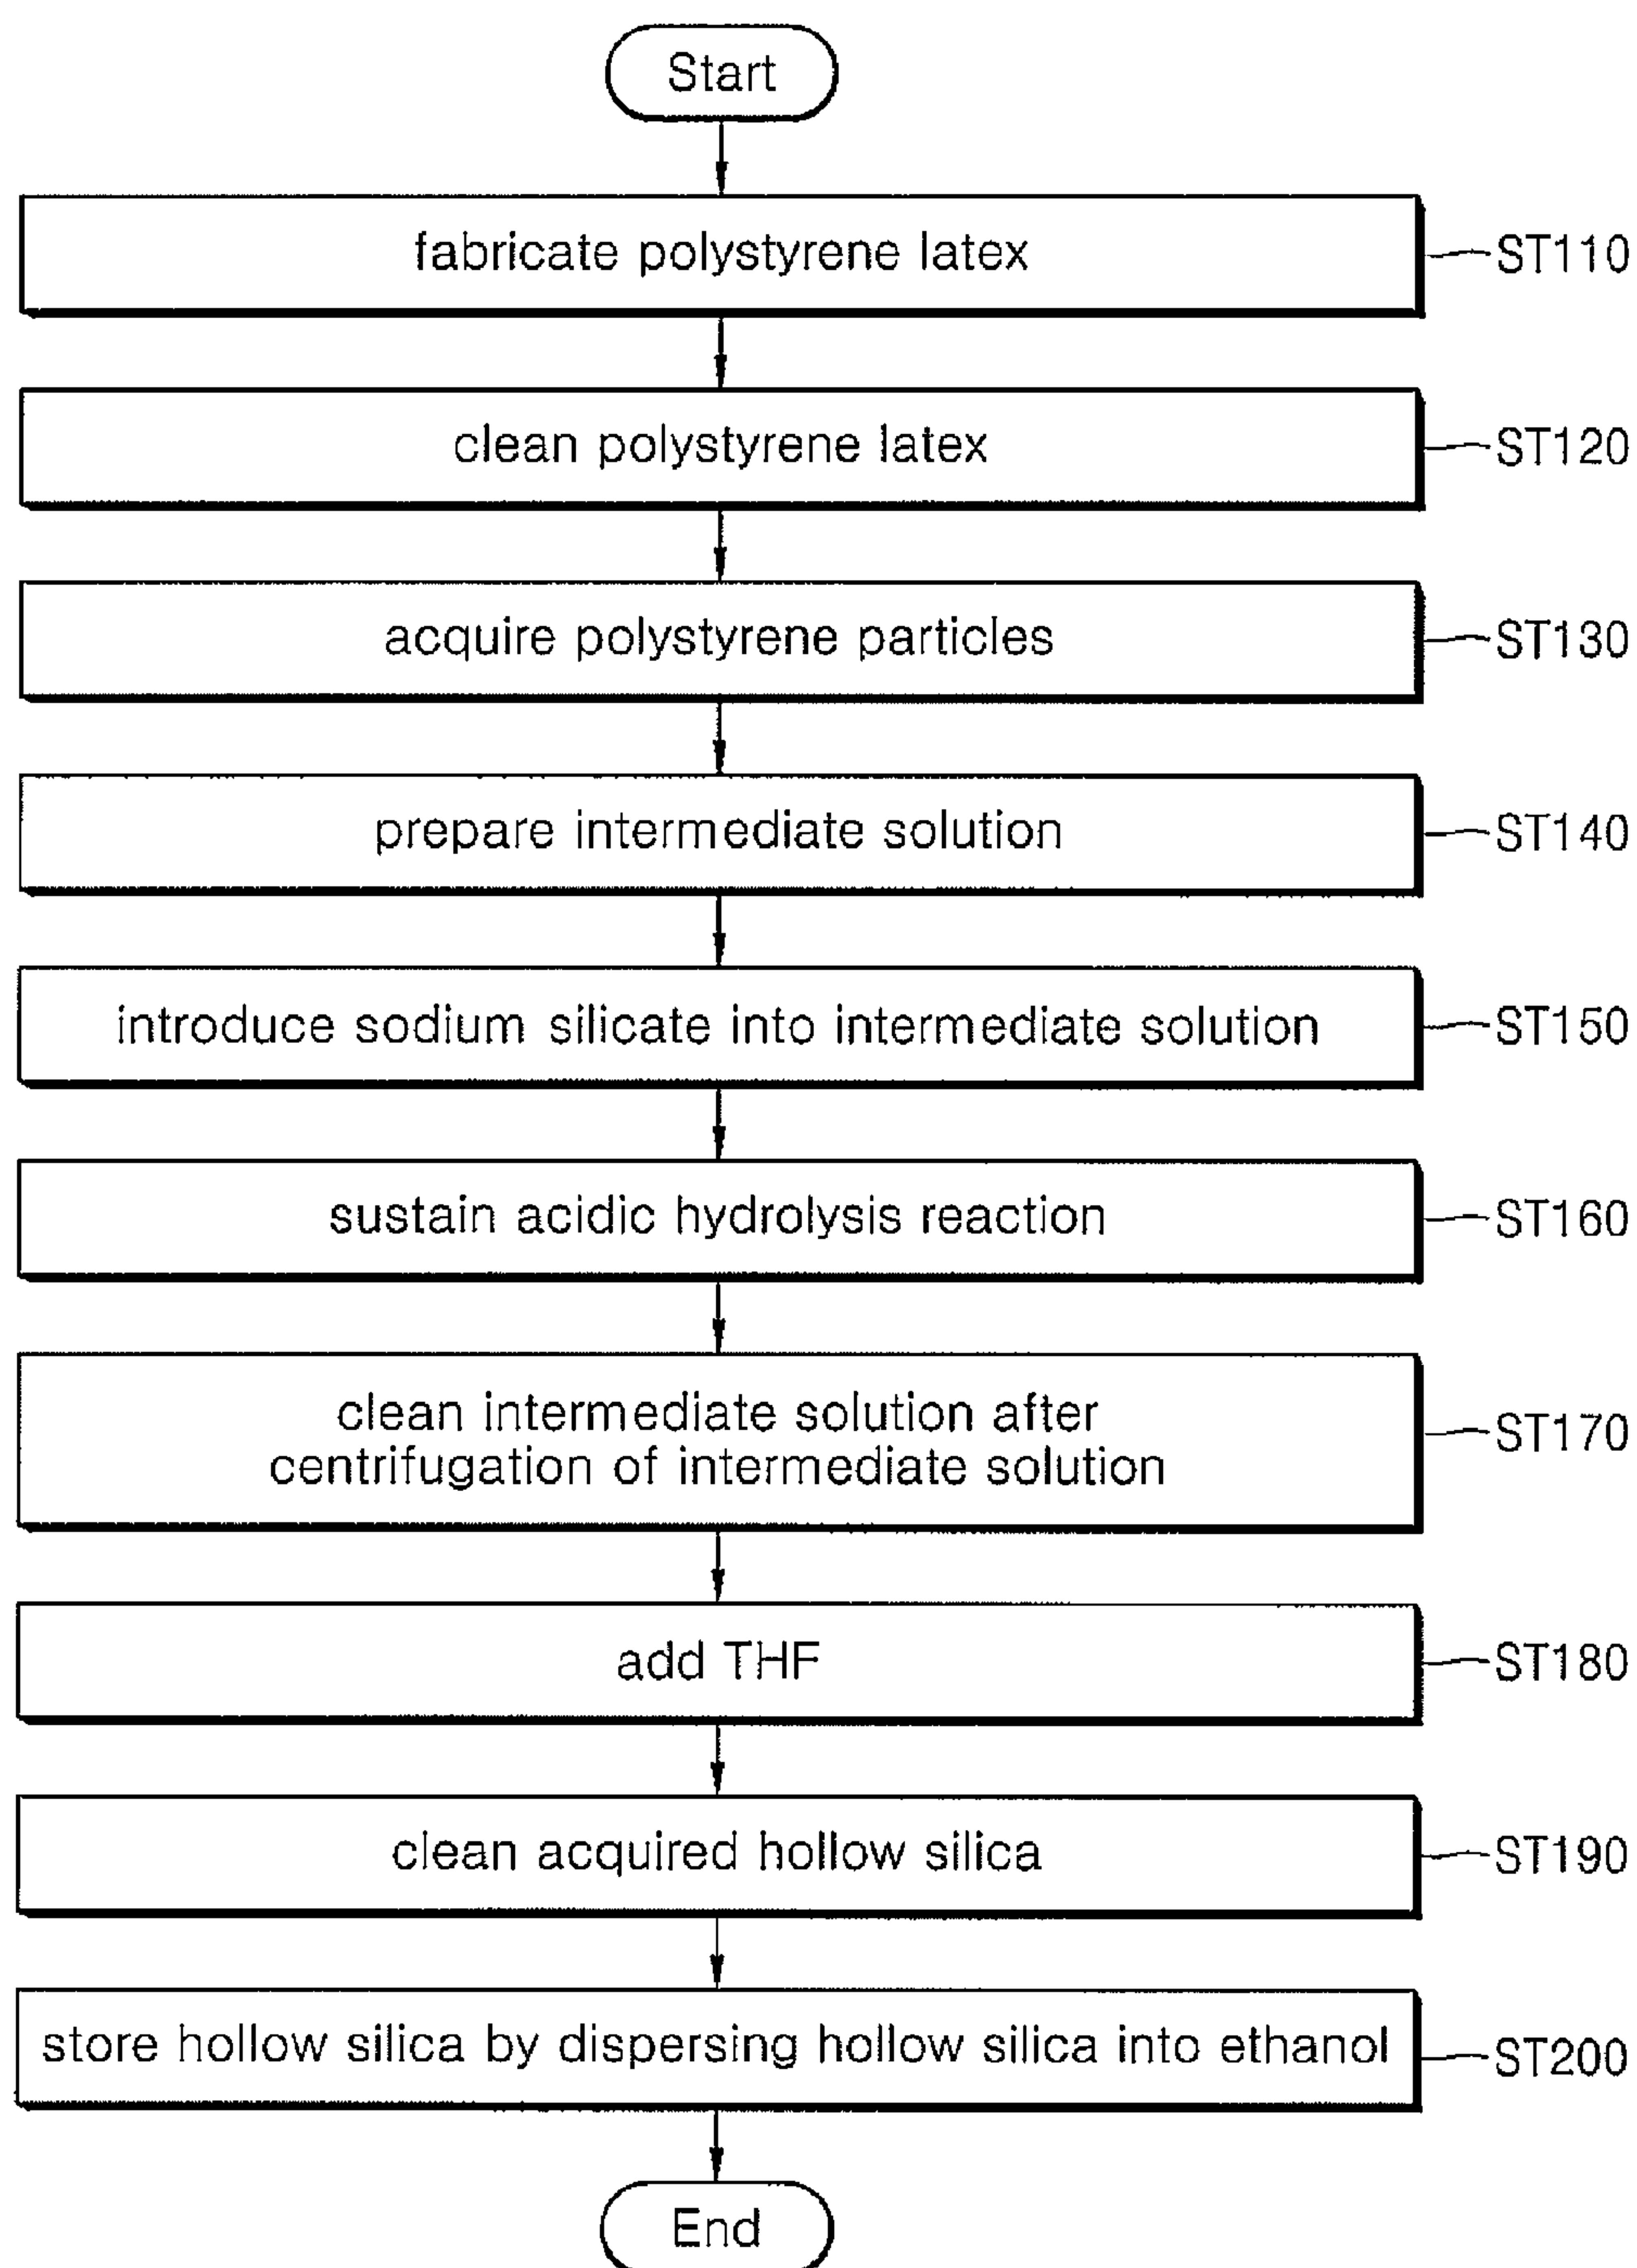 Start
fabricate polystyrene latex
ST110
clean polystyrene latex
ST120
acquire polystyrene particles
ST130
prepare intermediate solution
ST140
introduce sodium silicate into intermediate solution
ST150
sustain acidic hydrolysis reaction
ST160
clean intermediate solution after
centrifugation of intermediate solution
ST170
add THF
ST180
clean acquired hollow silica
ST190
store hollow silica by dispersing hollow silica into ethanol
ST200
End